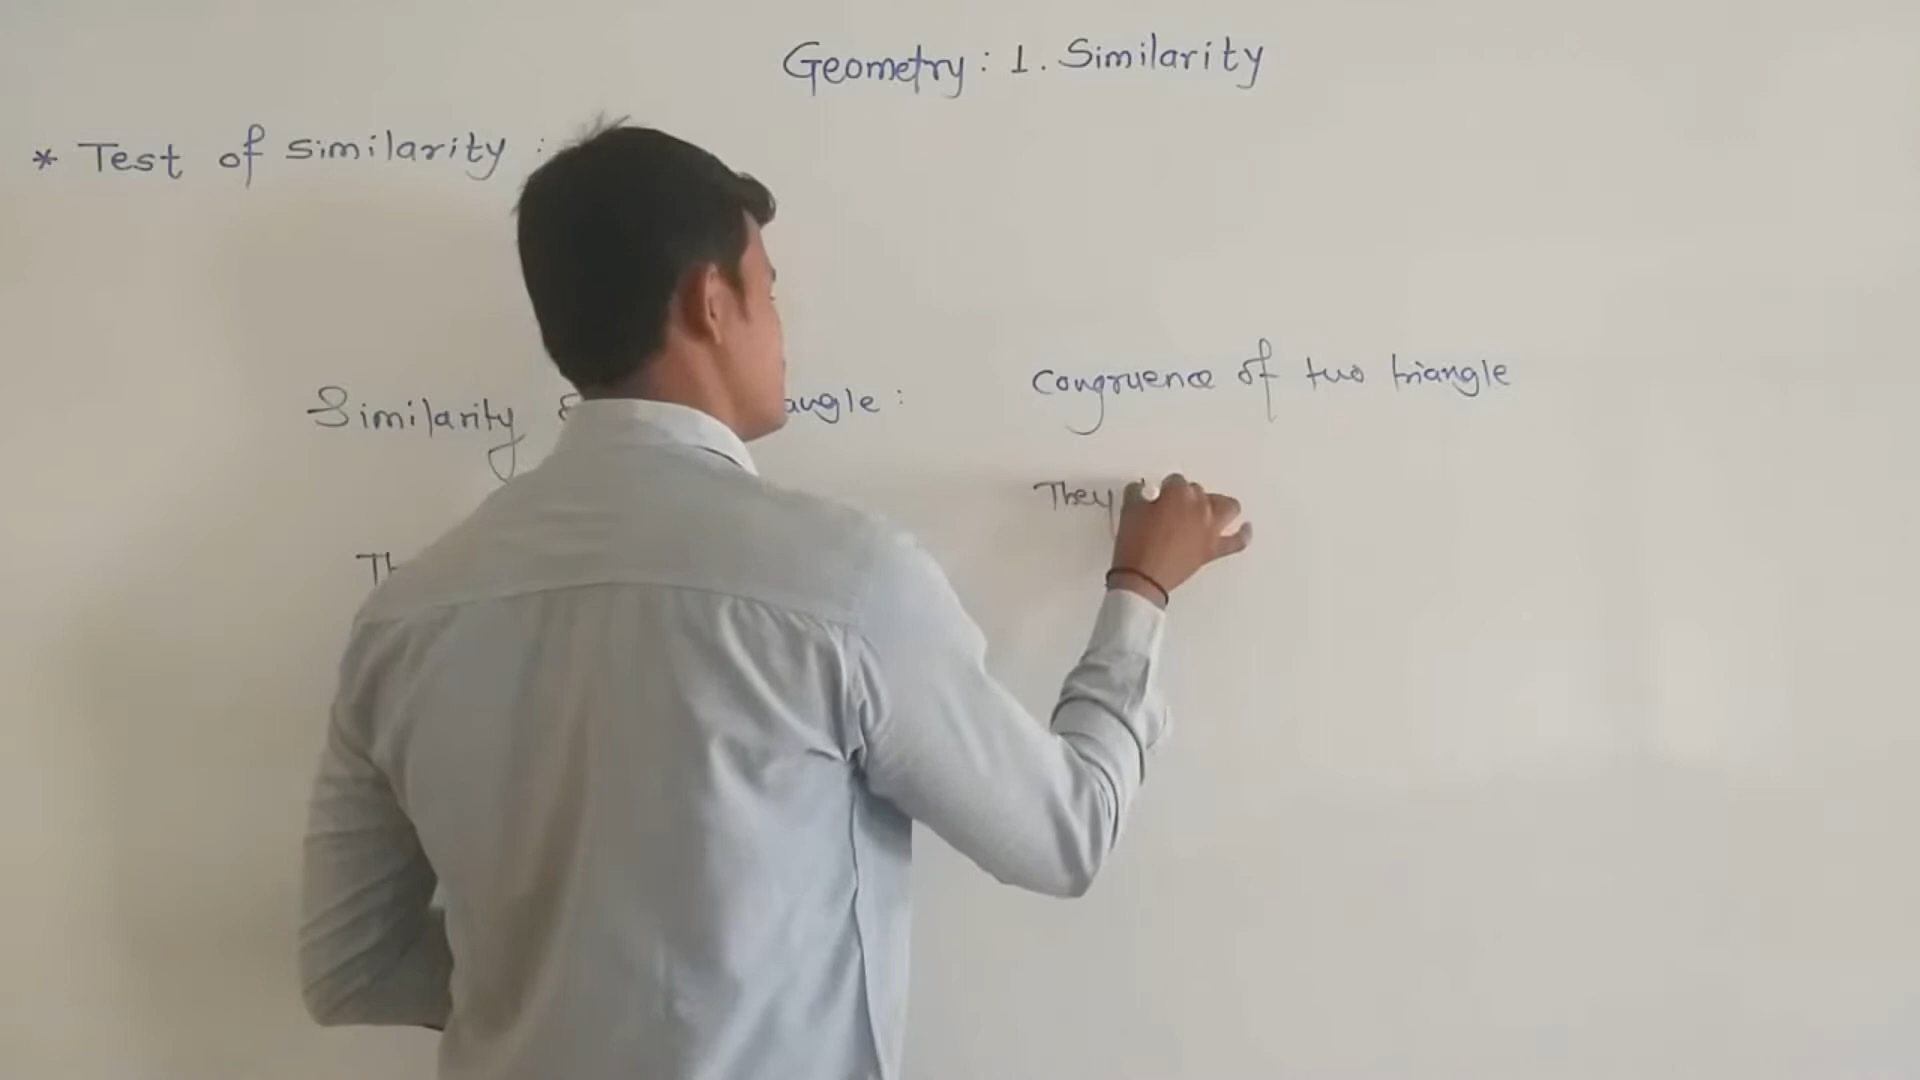 Geometry: 1. Similarity
* Test of similarity :
Similarity angle :
Congruence of two triangle
They
Th